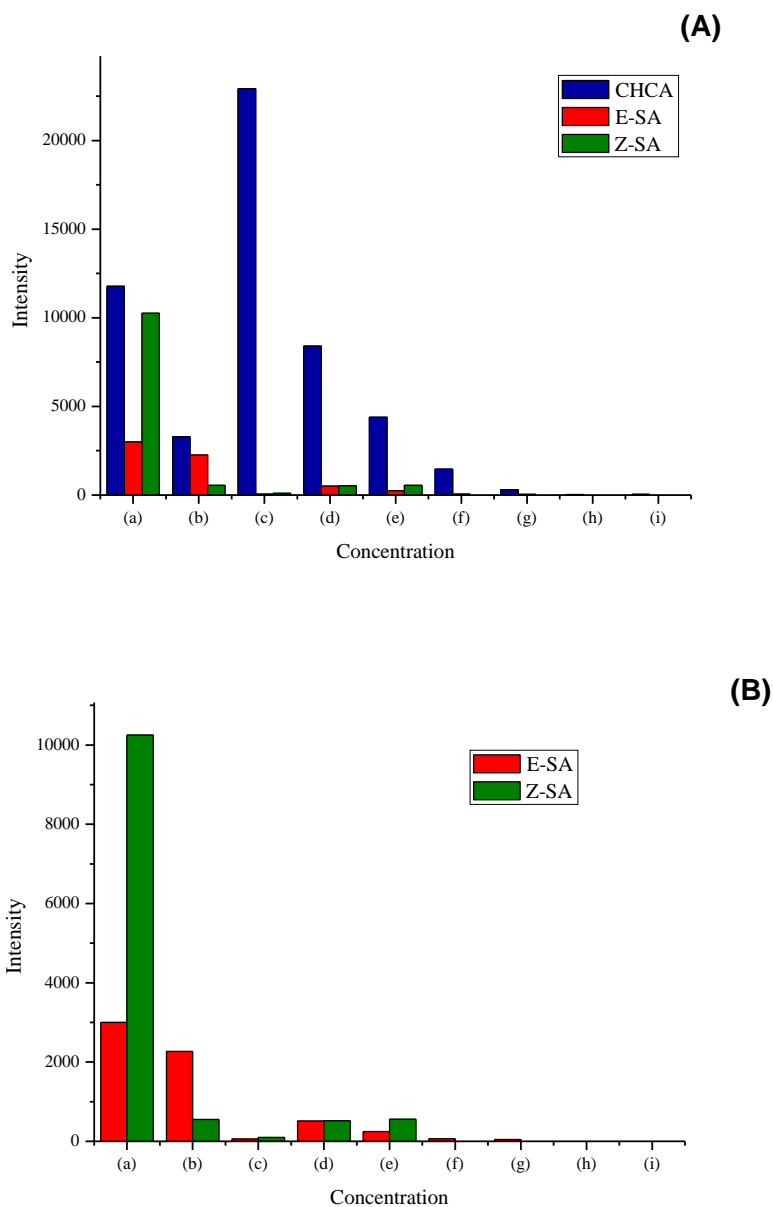 (A)
CHCA
E-SA
Z-SA
20000
15000
10000
5000
0
Intensity
(a) (b) (c) (d) (e) (f) (g) (h) (i)
Concentration
(B)
E-SA
Z-SA
10000
8000
6000
4000
2000
0
Intensity
(a) (b) (c) (d) (e) (f) (g) (h) (i)
Concentration